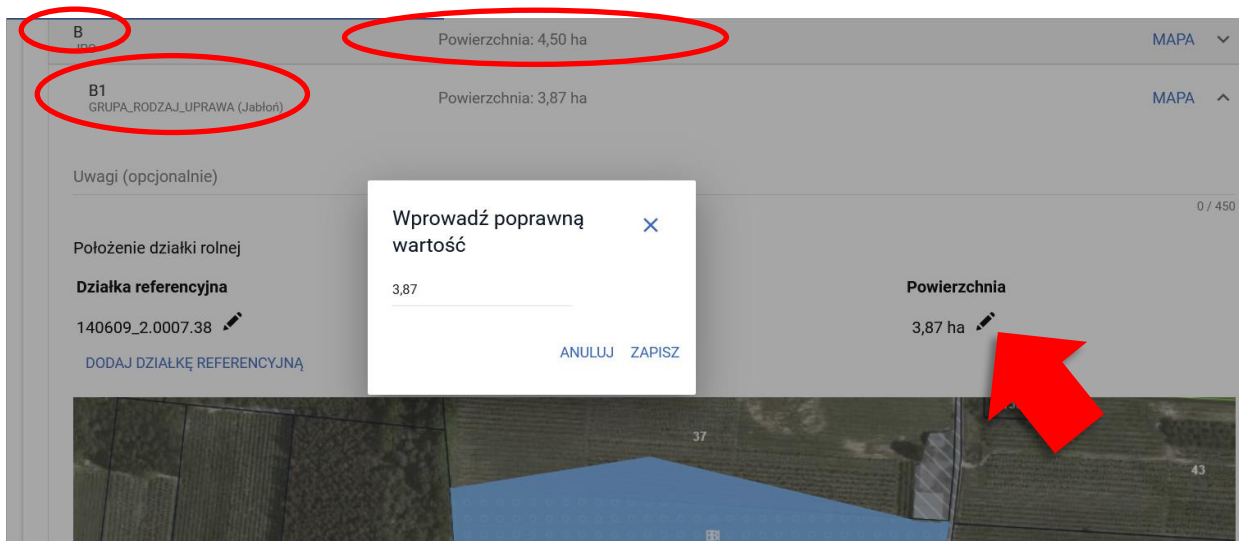 B
JPO
Powierzchnia: 4,50 ha
MAPA
B1
GRUPA_RODZAJ_UPRAWA (Jabłoń)
Powierzchnia: 3,87 ha
MAPA
Uwagi (opcjonalnie)
0 / 450
Wprowadź poprawną
wartość
3,87
ANULUJ ZAPISZ
Położenie działki rolnej
Działka referencyjna
Powierzchnia
140609_2.0007.38
3,87 ha
DODAJ DZIAŁKĘ REFERENCYJNĄ
37
43